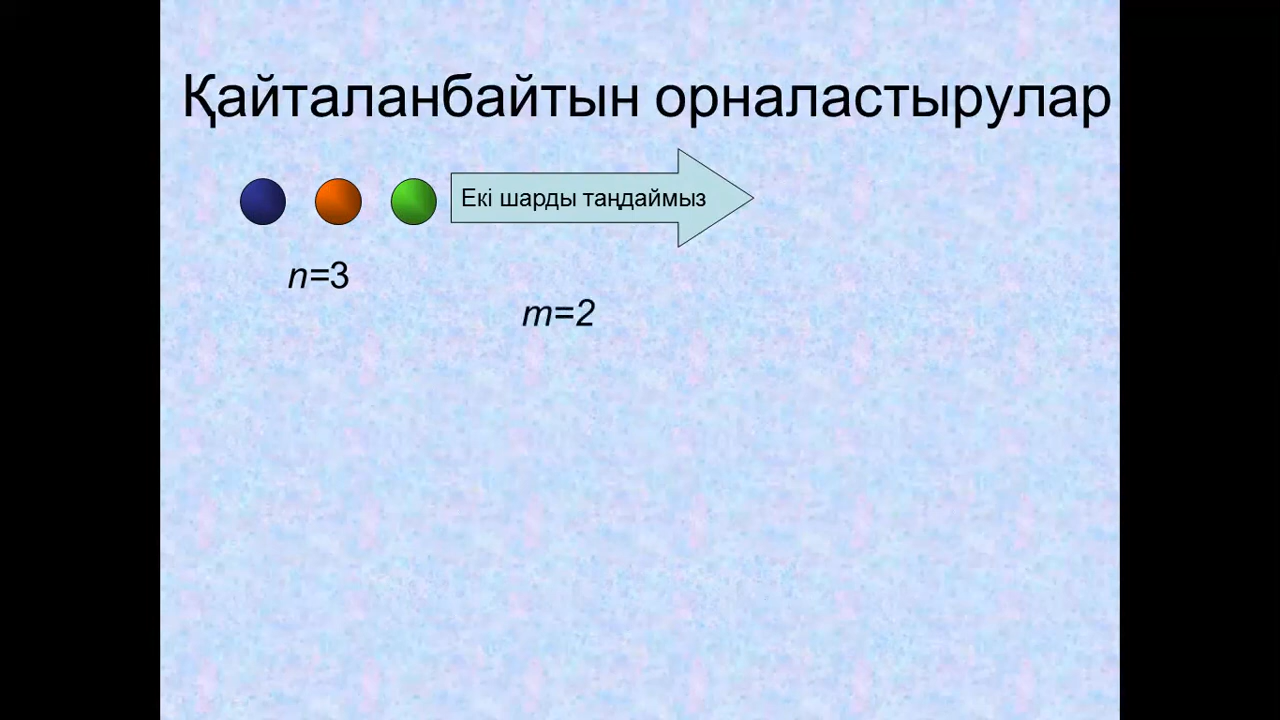 Қайталанбайтын орналастырулар
Екі шарды таңдаймыз
n=3
m=2